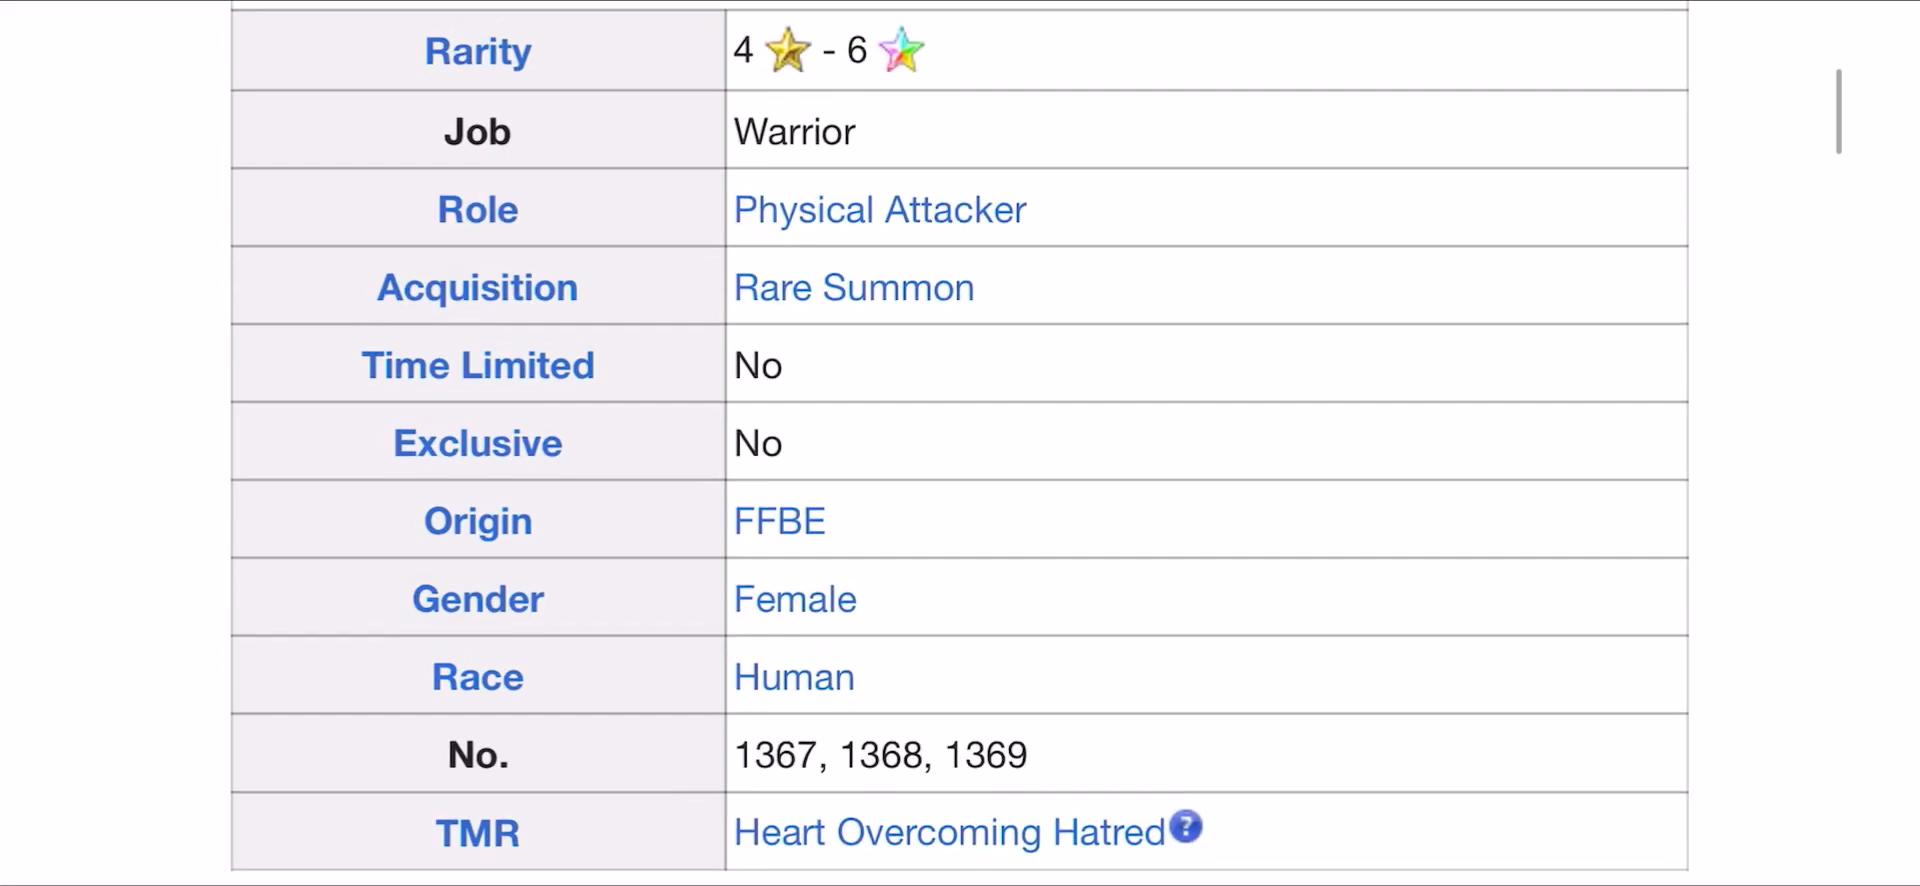 Rarity 4 - 6
Job Warrior
Role Physical Attacker
Acquisition Rare Summon
Time Limited No
Exclusive No
Origin FFBE
Gender Female
Race Human
No. 1367, 1368, 1369
TMR Heart Overcoming Hatred?